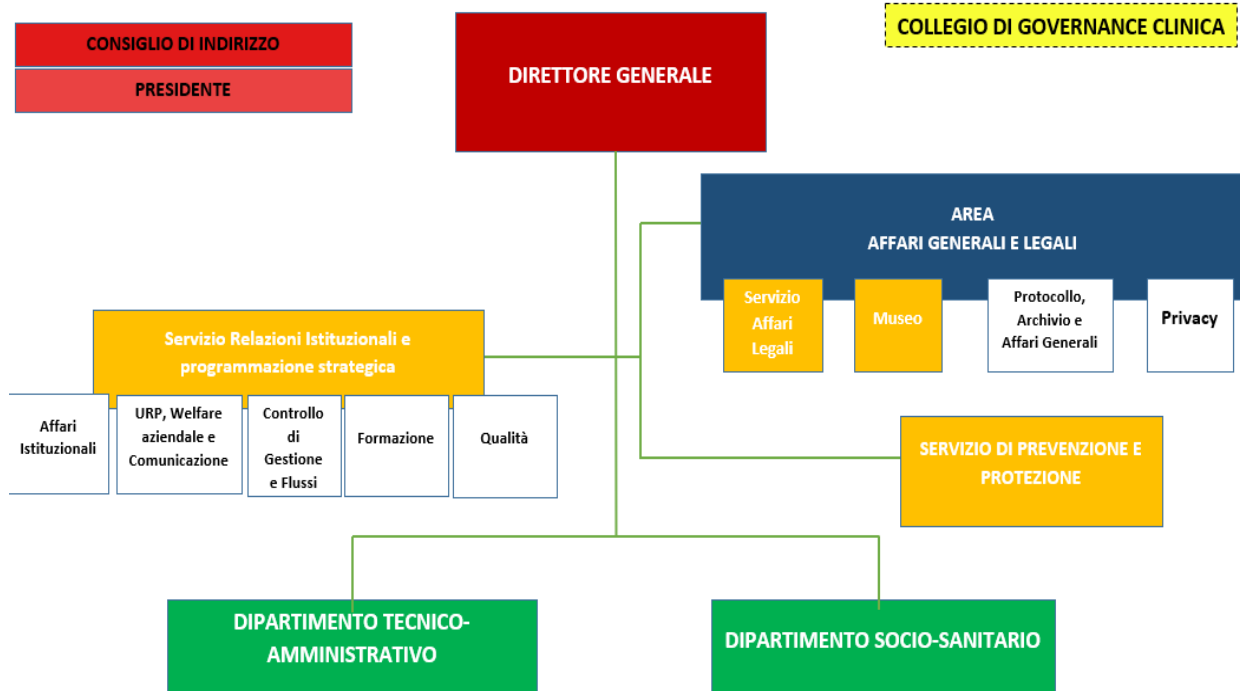 CONSIGLIO DI INDIRIZZO
PRESIDENTE
DIRETTORE GENERALE
COLLEGIO DI GOVERNANCE CLINICA
AREA
AFFARI GENERALI E LEGALI
Servizio
Affari
Legali
Museo
Protocollo,
Archivio e
Affari Generali
Privacy
Servizio Relazioni Istituzionali e
programmazione strategica
Affari
Istituzionali
URP, Welfare
aziendale e
Comunicazione
Controllo
di
Gestione
e Flussi
Formazione
Qualità
SERVIZIO DI PREVENZIONE E
PROTEZIONE
DIPARTIMENTO TECNICO-
AMMINISTRATIVO
DIPARTIMENTO SOCIO-SANITARIO